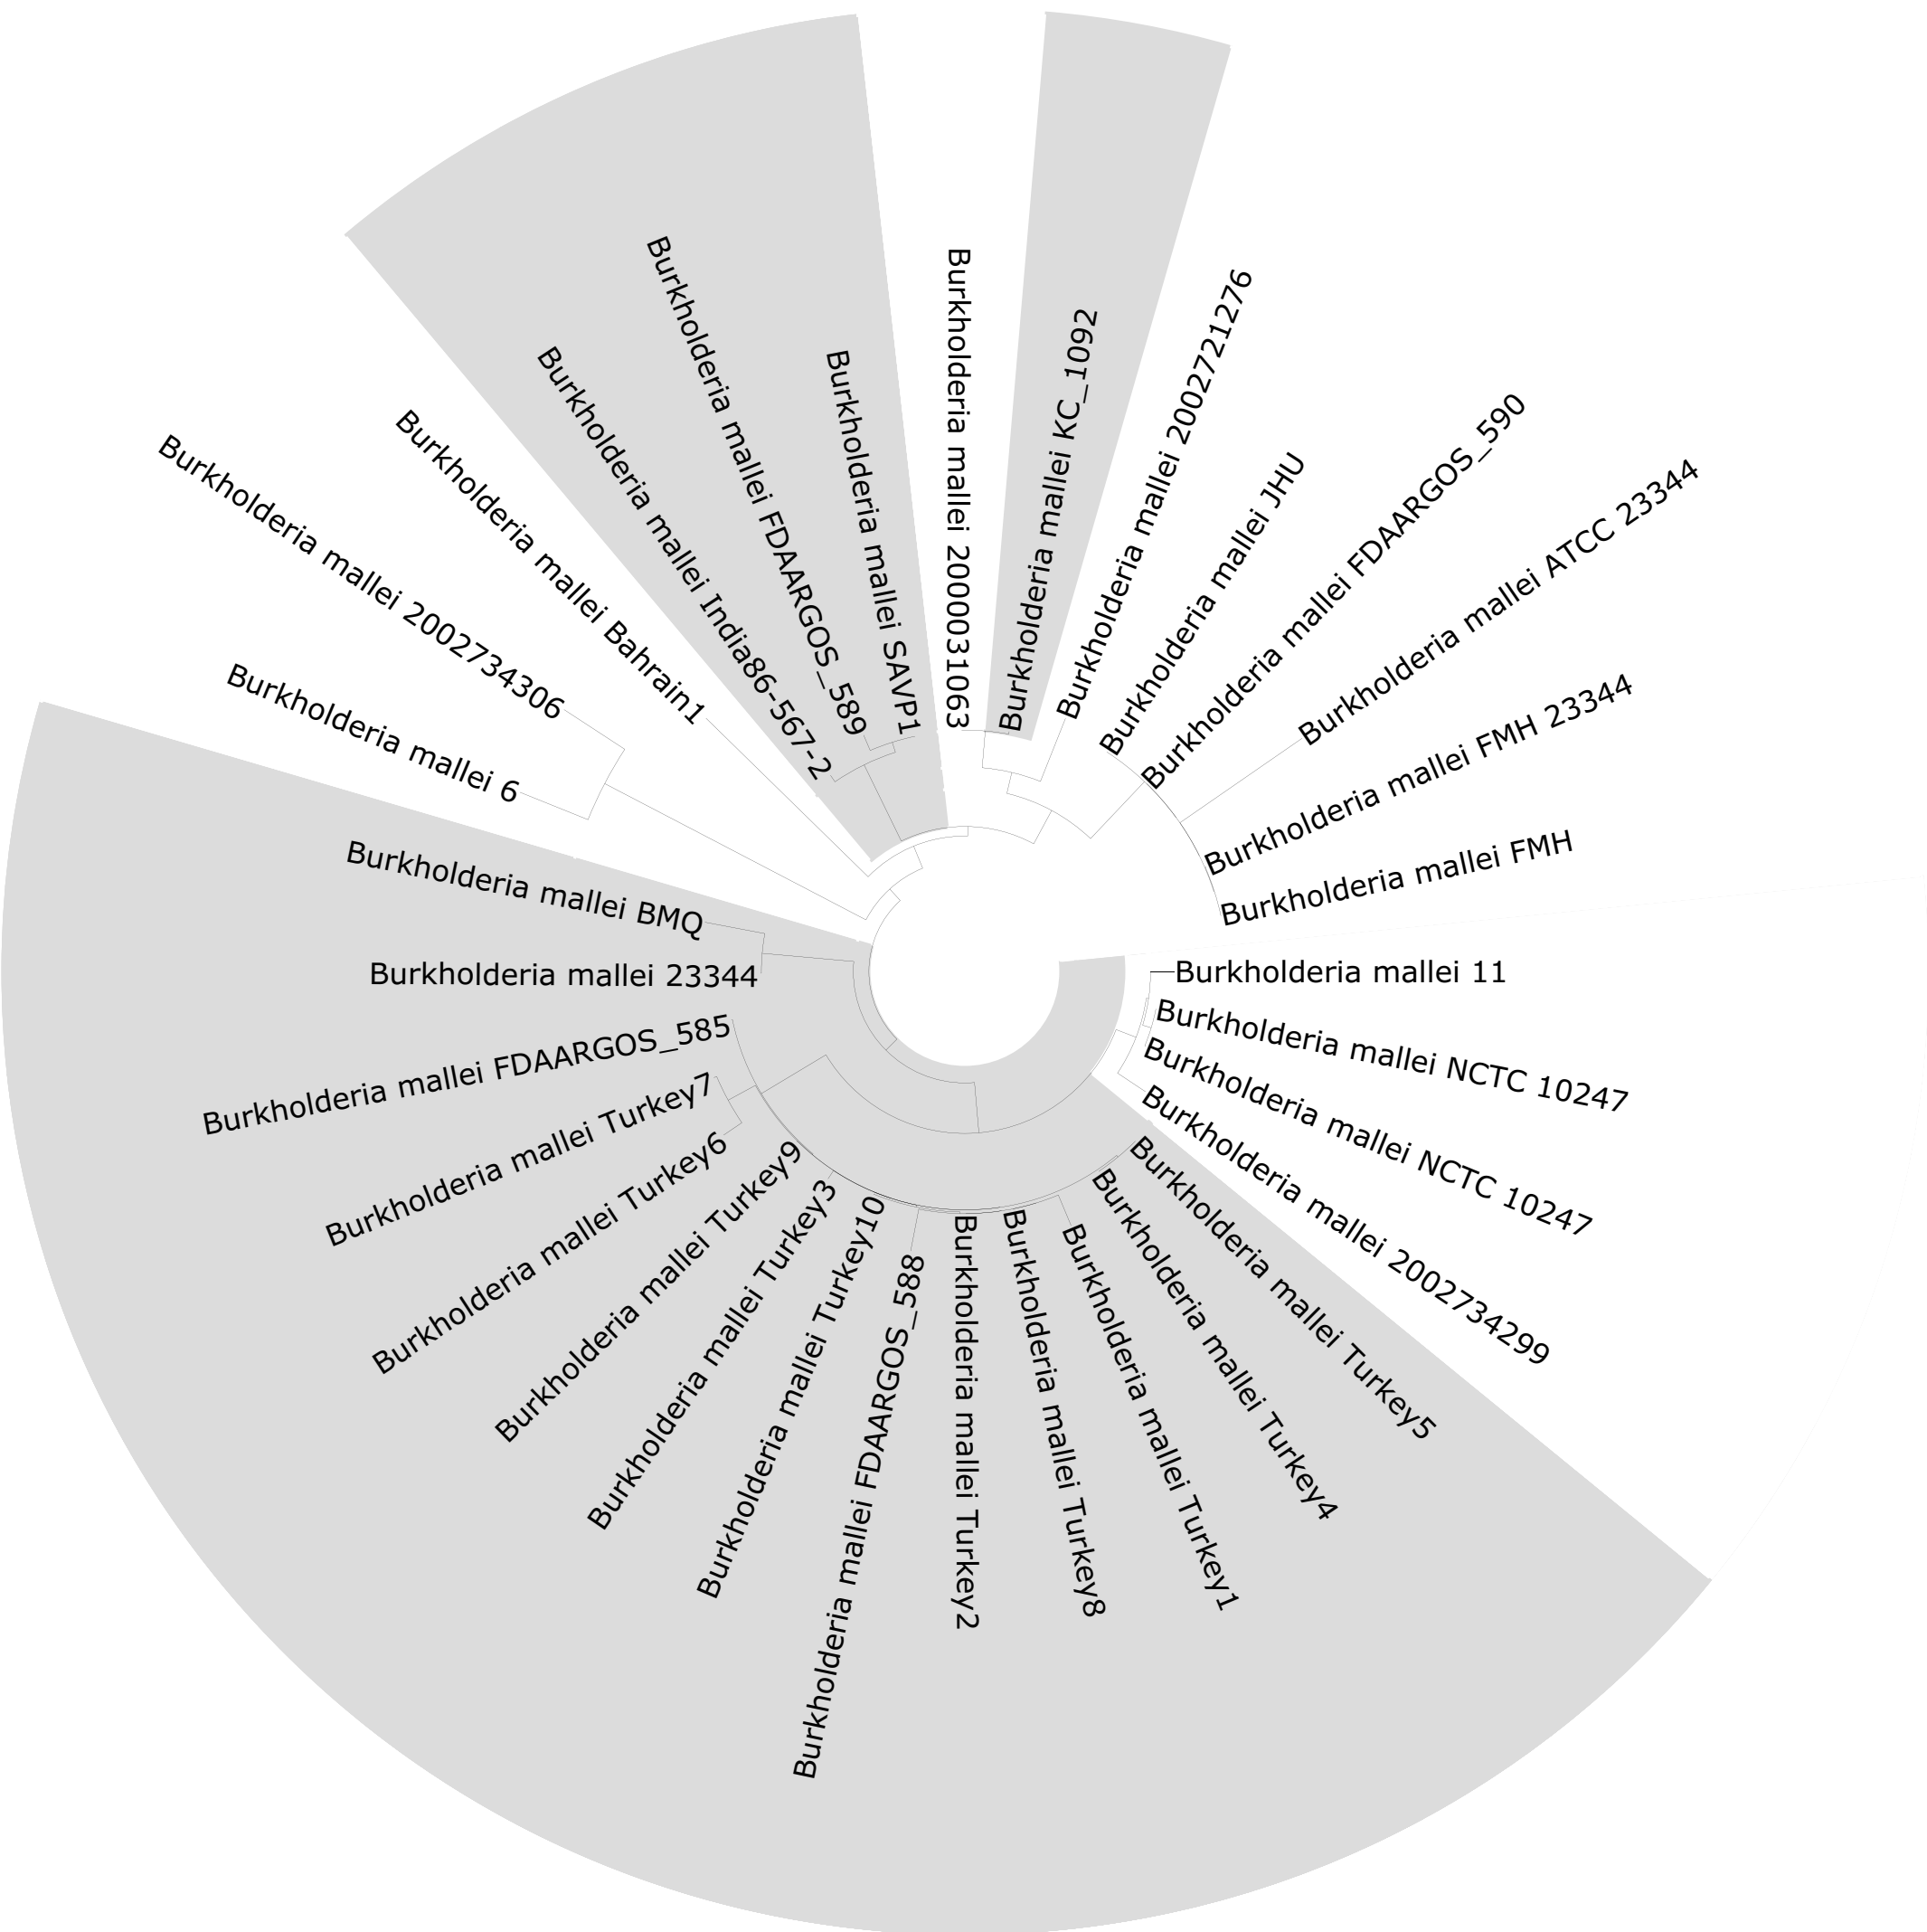 Burkholderia mallei 2000031063
Burkholderia mallei KC_1092
Burkholderia mallei 2002721276
Burkholderia mallei JHU
Burkholderia mallei FDAARGOS_590
Burkholderia mallei ATCC 23344
Burkholderia mallei FMH 23344
Burkholderia mallei FMH
Burkholderia mallei 11
Burkholderia mallei NCTC 10247
Burkholderia mallei NCTC 10247
Burkholderia mallei 2002734299
Burkholderia mallei Turkey5
Burkholderia mallei Turkey4
Burkholderia mallei Turkey1
Burkholderia mallei Turkey8
Burkholderia mallei Turkey2
Burkholderia mallei FDAARGOS_588
Burkholderia mallei Turkey10
Burkholderia mallei Turkey3
Burkholderia mallei Turkey9
Burkholderia mallei Turkey6
Burkholderia mallei Turkey7
Burkholderia mallei FDAARGOS_585
Burkholderia mallei 23344
Burkholderia mallei BMQ
Burkholderia mallei 6
Burkholderia mallei 2002734306
Burkholderia mallei Bahrain1
Burkholderia mallei India86-567-2
Burkholderia mallei FDAARGOS_589
Burkholderia mallei SAVP1